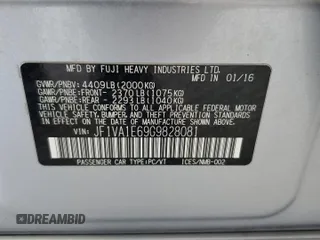 MFD BY FUJI HEAVY INDUSTRIES LTD. 01/16
GVWR/PNBV: 4409LB(2000KG)
GAWR/PNBE:FRONT- 2370LB(1075KG)
GAWR/PNBE:REAR - 2293LB(1040KG)
THIS VEHICLE CONFORMS TO ALL APPLICABLE
FEDERAL MOTOR VEHICLE SAFETY, BUMPER, AND
THEFT PREVENTION STANDARDS IN EFFECT ON THE
DATE OF MANUFACTURE SHOWN ABOVE.
VIN: JF1VA1E69G9828081
PASSENGER CAR TYPE:PC/VT ICES/NMB-002
DREAMBID